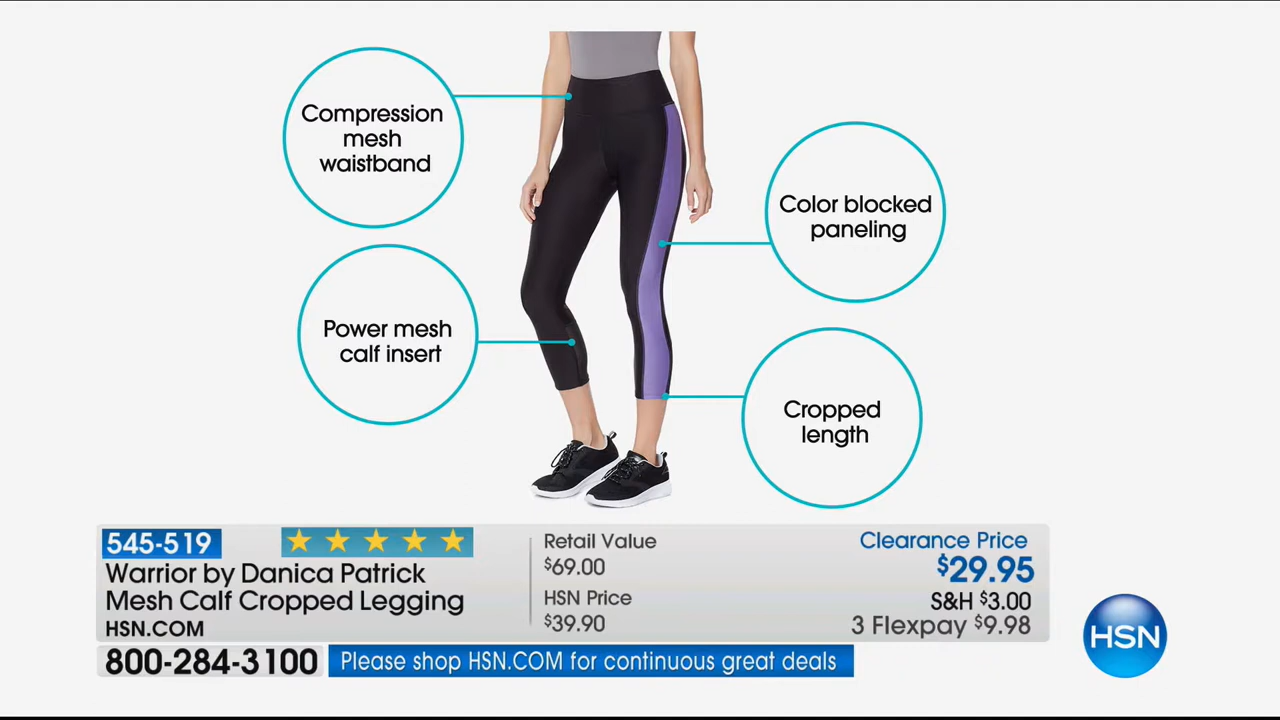 Compression
mesh
waistband
Color blocked
paneling
Power mesh
calf insert
Cropped
length
545-519
Warrior by Danica Patrick
Mesh Calf Cropped Legging
HSN.COM
Retail Value
$69.00
HSN Price
$39.90
Clearance Price
$29.95
S&H $3.00
3 Flexpay $9.98
800-284-3100
Please shop HSN.COM for continuous great deals
HSN